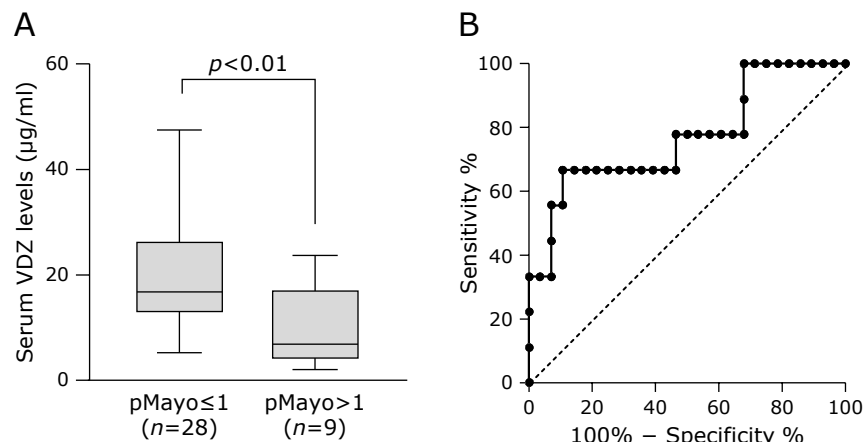 A
Serum VDZ levels (µg/ml)
60
40
20
0
p<0.01
pMayo≤1
(n=28)
pMayo>1
(n=9)
B
Sensitivity %
100
80
60
40
20
0
0 20 40 60 80 100
100% − Specificity %